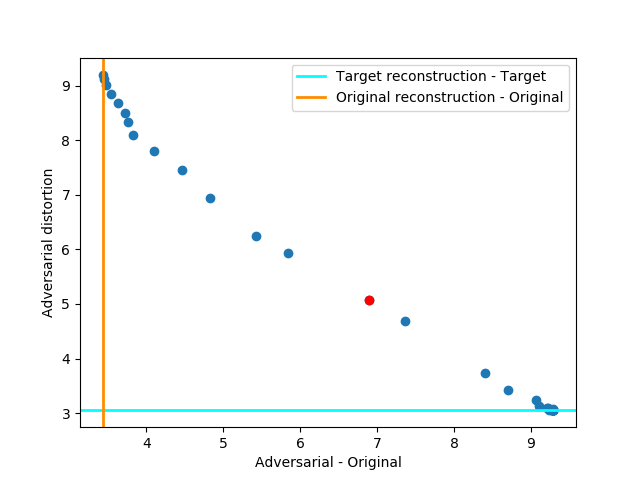 Target reconstruction - Target
Original reconstruction - Original
9
8
7
6
5
4
3
Adversarial distortion
4 5 6 7 8 9
Adversarial - Original